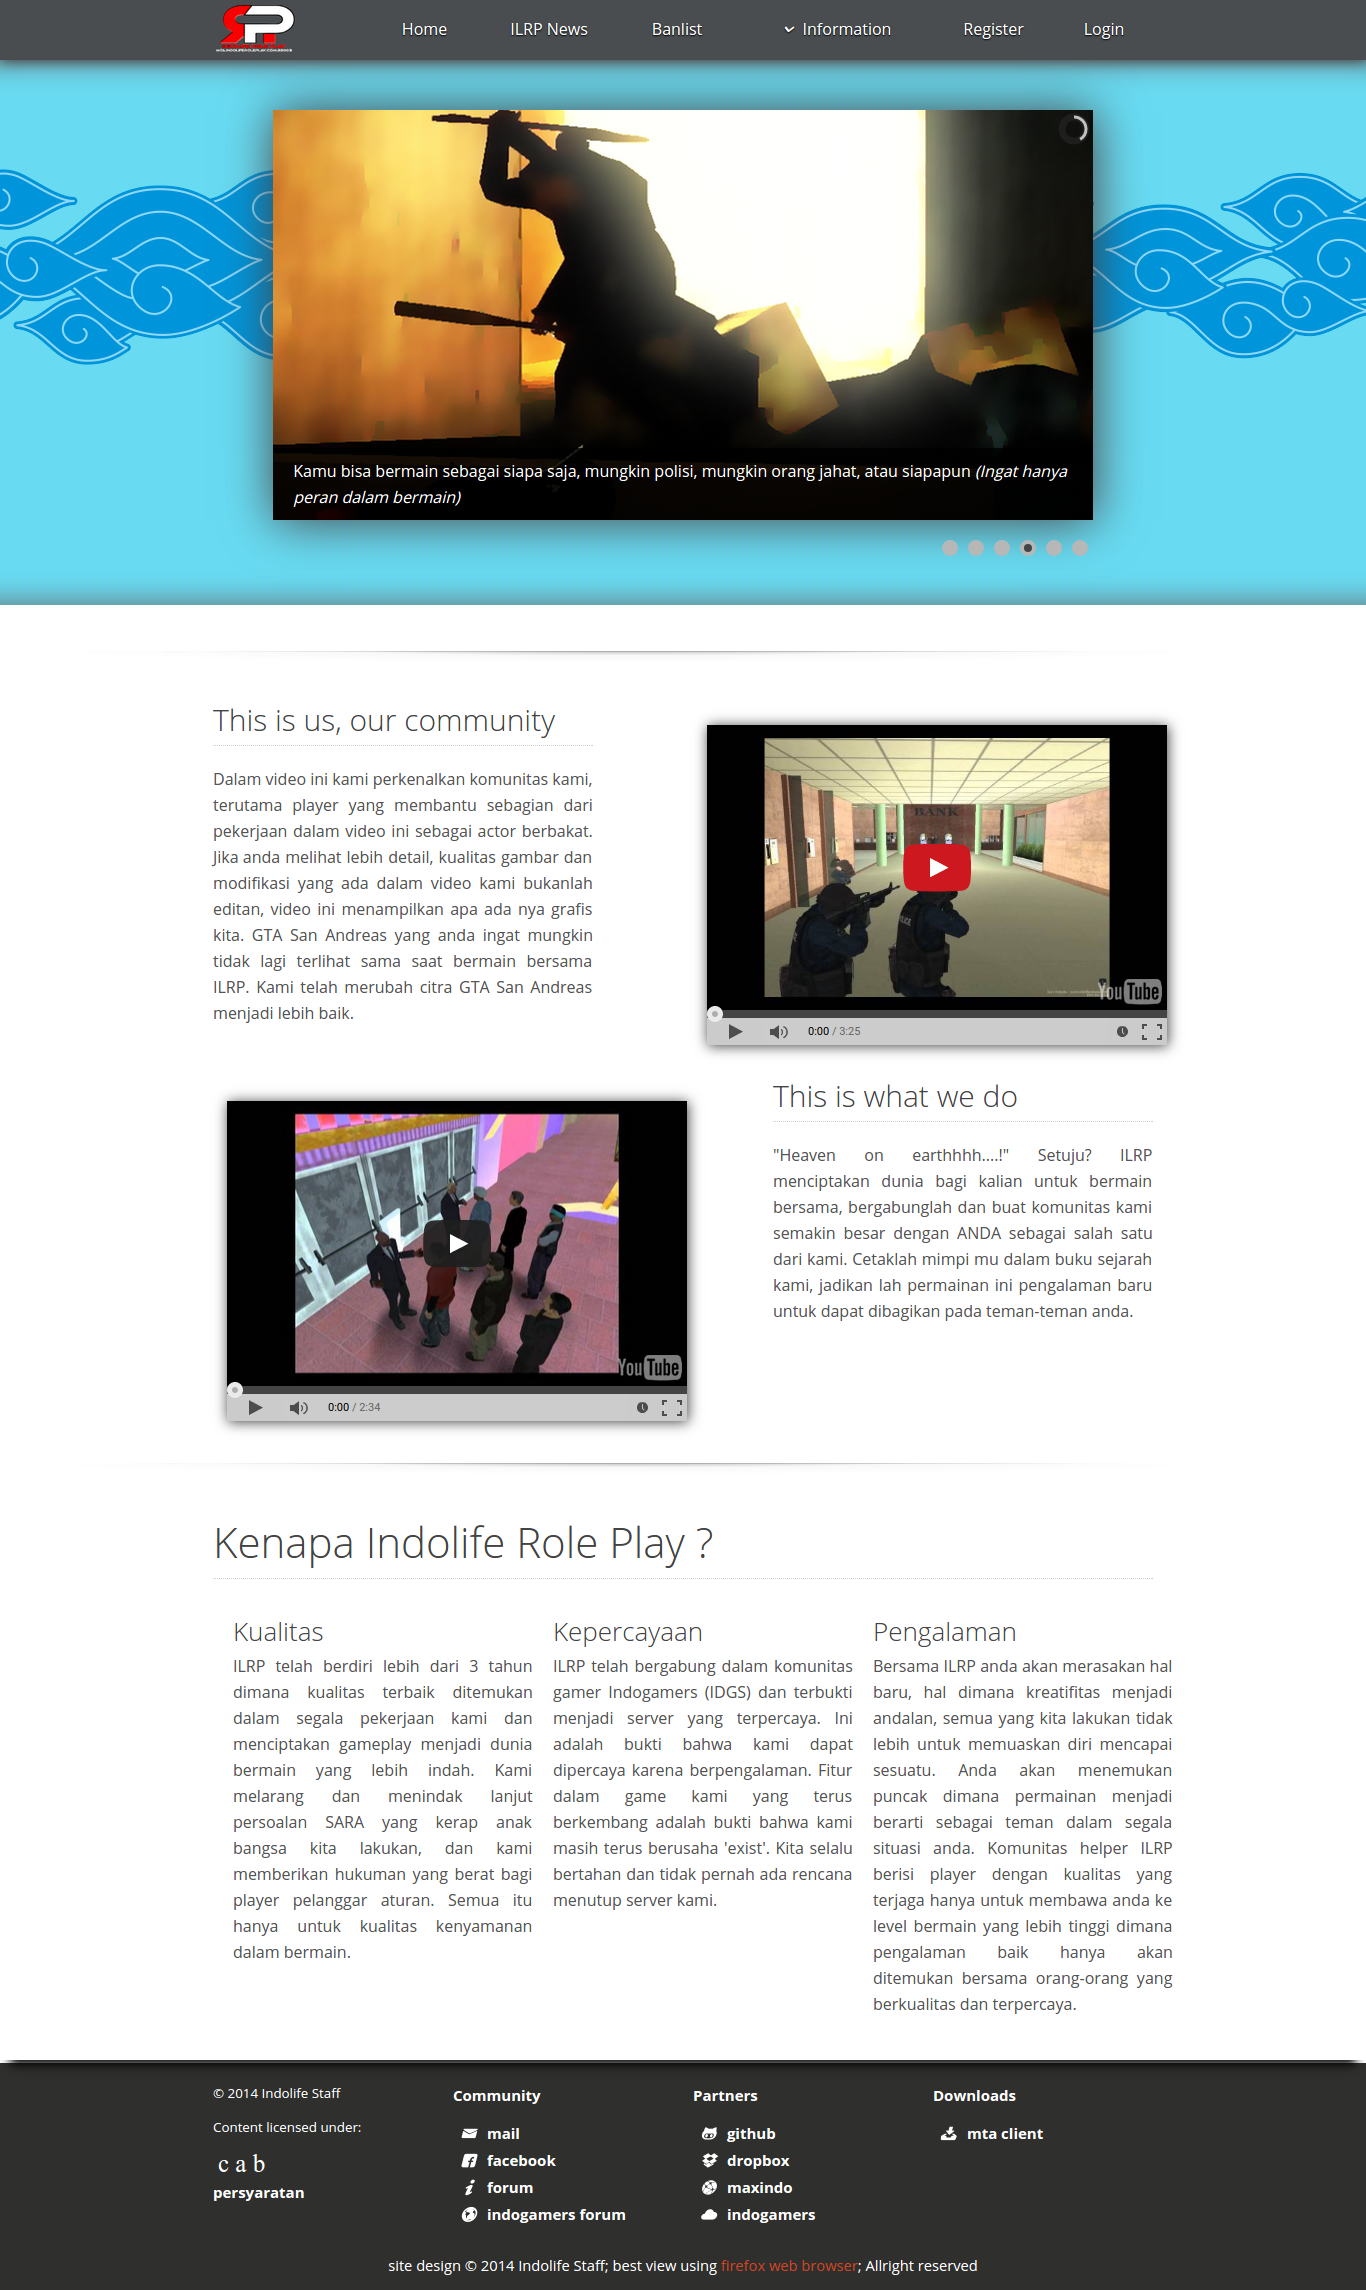 RP
Home ILRP News Banlist Information Register Login
Kamu bisa bermain sebagai siapa saja, mungkin polisi, mungkin orang jahat, atau siapapun (Ingat hanya
peran dalam bermain)
This is us, our community
Dalam video ini kami perkenalkan komunitas kami,
terutama player yang membantu sebagian dari
pekerjaan dalam video ini sebagai actor berbakat.
Jika anda melihat lebih detail, kualitas gambar dan
modifikasi yang ada dalam video kami bukanlah
editan, video ini menampilkan apa ada nya grafis
kita. GTA San Andreas yang anda ingat mungkin
tidak lagi terlihat sama saat bermain bersama
ILRP. Kami telah merubah citra GTA San Andreas
menjadi lebih baik.
BANK
POLICE
YouTube
0:00 / 3:25
YouTube
0:00 / 2:34
This is what we do
"Heaven on earthhhh....!" Setuju? ILRP
menciptakan dunia bagi kalian untuk bermain
bersama, bergabunglah dan buat komunitas kami
semakin besar dengan ANDA sebagai salah satu
dari kami. Cetaklah mimpi mu dalam buku sejarah
kami, jadikan lah permainan ini pengalaman baru
untuk dapat dibagikan pada teman-teman anda.
Kenapa Indolife Role Play ?
Kualitas
ILRP telah berdiri lebih dari 3 tahun
dimana kualitas terbaik ditemukan
dalam segala pekerjaan kami dan
menciptakan gameplay menjadi dunia
bermain yang lebih indah. Kami
melarang dan menindak lanjut
persoalan SARA yang kerap anak
bangsa kita lakukan, dan kami
memberikan hukuman yang berat bagi
player pelanggar aturan. Semua itu
hanya untuk kualitas kenyamanan
dalam bermain.
Kepercayaan
ILRP telah bergabung dalam komunitas
gamer Indogamers (IDGS) dan terbukti
menjadi server yang terpercaya. Ini
adalah bukti bahwa kami dapat
dipercaya karena berpengalaman. Fitur
dalam game kami yang terus
berkembang adalah bukti bahwa kami
masih terus berusaha 'exist'. Kita selalu
bertahan dan tidak pernah ada rencana
menutup server kami.
Pengalaman
Bersama ILRP anda akan merasakan hal
baru, hal dimana kreatifitas menjadi
andalan, semua yang kita lakukan tidak
lebih untuk memuaskan diri mencapai
sesuatu. Anda akan menemukan
puncak dimana permainan menjadi
berarti sebagai teman dalam segala
situasi anda. Komunitas helper ILRP
berisi player dengan kualitas yang
terjaga hanya untuk membawa anda ke
level bermain yang lebih tinggi dimana
pengalaman baik hanya akan
ditemukan bersama orang-orang yang
berkualitas dan terpercaya.
© 2014 Indolife Staff
Content licensed under:
c a b
persyaratan
Community
mail
facebook
forum
indogamers forum
Partners
github
dropbox
maxindo
indogamers
Downloads
mta client
site design © 2014 Indolife Staff; best view using firefox web browser; Allright reserved